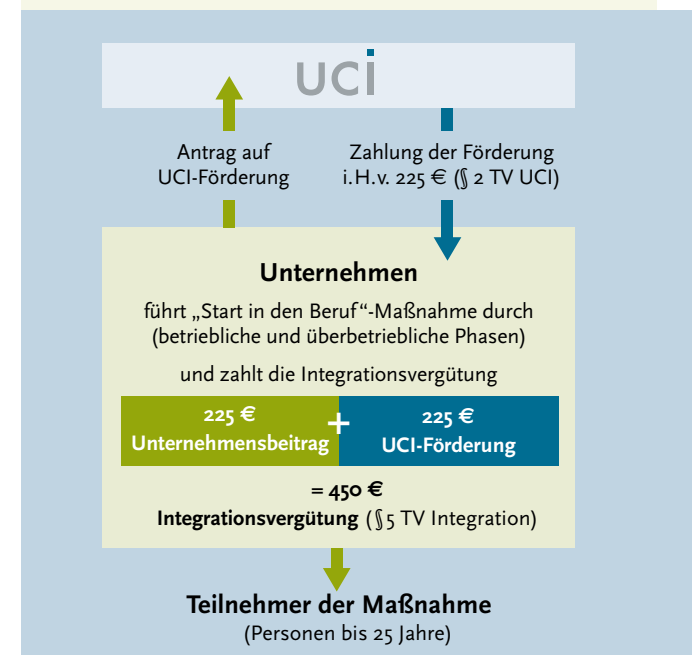 uci
Antrag auf
UCI-Förderung
Zahlung der Förderung
i.H.v. 225 € (§ 2 TV UCI)
Unternehmen
führt „Start in den Beruf“-Maßnahme durch
(betriebliche und überbetriebliche Phasen)
und zahlt die Integrationsvergütung
225 €
Unternehmensbeitrag
+
225 €
UCI-Förderung
= 450 €
Integrationsvergütung (§ 5 TV Integration)
Teilnehmer der Maßnahme
(Personen bis 25 Jahre)